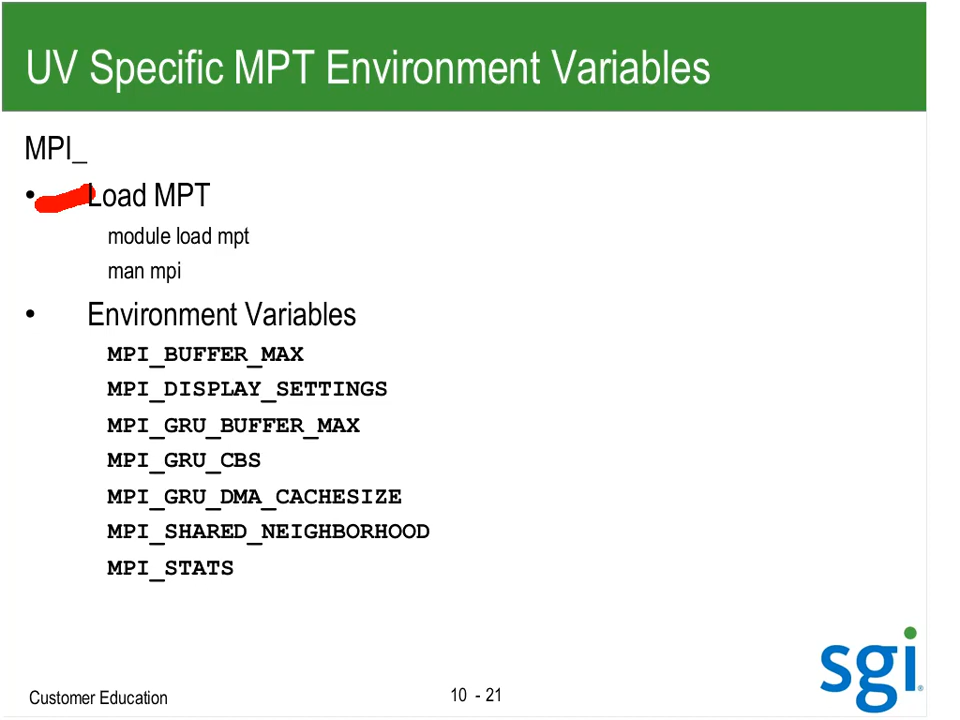 UV Specific MPT Environment Variables
MPI_
• Load MPT
module load mpt
man mpi
• Environment Variables
MPI_BUFFER_MAX
MPI_DISPLAY_SETTINGS
MPI_GRU_BUFFER_MAX
MPI_GRU_CBS
MPI_GRU_DMA_CACHESIZE
MPI_SHARED_NEIGHBORHOOD
MPI_STATS
sgi®
Customer Education
10 - 21